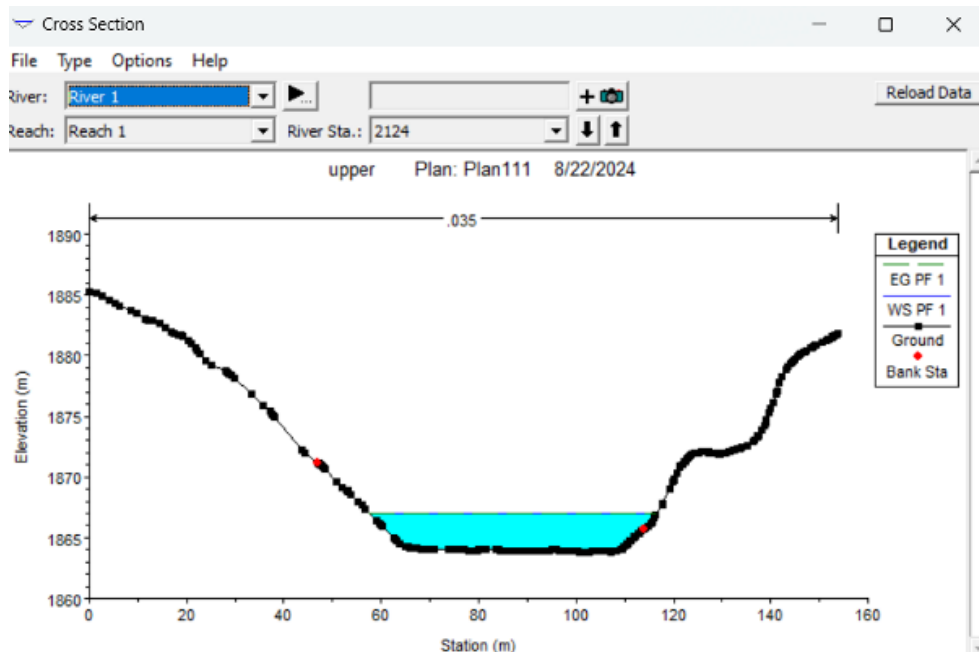 Cross Section
File Type Options Help
River: River 1
Reload Data
Reach: Reach 1 River Sta.: 2124
upper Plan: Plan111 8/22/2024
.035
Legend
EG PF 1
WS PF 1
Ground
Bank Sta
Elevation (m)
1890
1885
1880
1875
1870
1865
1860
0 20 40 60 80 100 120 140 160
Station (m)